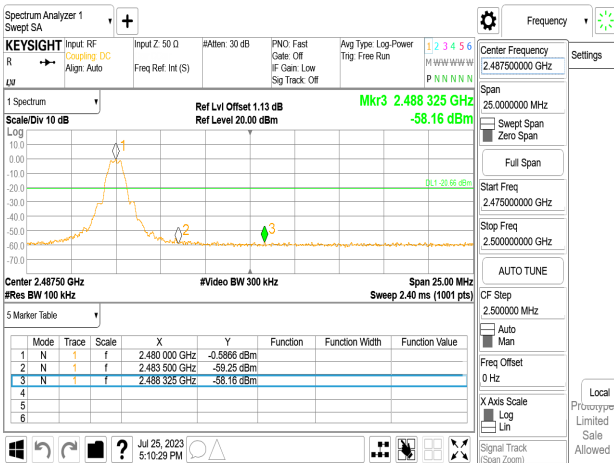 Spectrum Analyzer 1
Swept SA
Frequency
KEYSIGHT
R
LXI
Input: RF
Coupling: DC
Align: Auto
Input Z: 50 Ω
Freq Ref: Int (S)
#Atten: 30 dB
PNO: Fast
Gate: Off
IF Gain: Low
Sig Track: Off
Avg Type: Log-Power
Trig: Free Run
1 2 3 4 5 6
M W W W W W
P N N N N N
1 Spectrum
Scale/Div 10 dB
Ref Lvl Offset 1.13 dB
Ref Level 20.00 dBm
Mkr3 2.488 325 GHz
-58.16 dBm
Log
10.0
0.00
-10.0
-20.0
-30.0
-40.0
-50.0
-60.0
-70.0
1
2
3
DL1 -20.66 dBm
Center 2.48750 GHz
#Res BW 100 kHz
#Video BW 300 kHz
Span 25.00 MHz
Sweep 2.40 ms (1001 pts)
5 Marker Table
Mode Trace Scale X Y Function Function Width Function Value
1 N 1 f 2.480 000 GHz -0.5866 dBm
2 N 1 f 2.483 500 GHz -59.25 dBm
3 N 1 f 2.488 325 GHz -58.16 dBm
4
5
6
?
Jul 25, 2023
5:10:29 PM
Center Frequency
2.487500000 GHz
Settings
Span
25.0000000 MHz
Swept Span
Zero Span
Full Span
Start Freq
2.475000000 GHz
Stop Freq
2.500000000 GHz
AUTO TUNE
CF Step
2.500000 MHz
Auto
Man
Freq Offset
0 Hz
X Axis Scale
Log
Lin
Signal Track
(Span Zoom)
Local
Prototype
Limited
Sale
Allowed